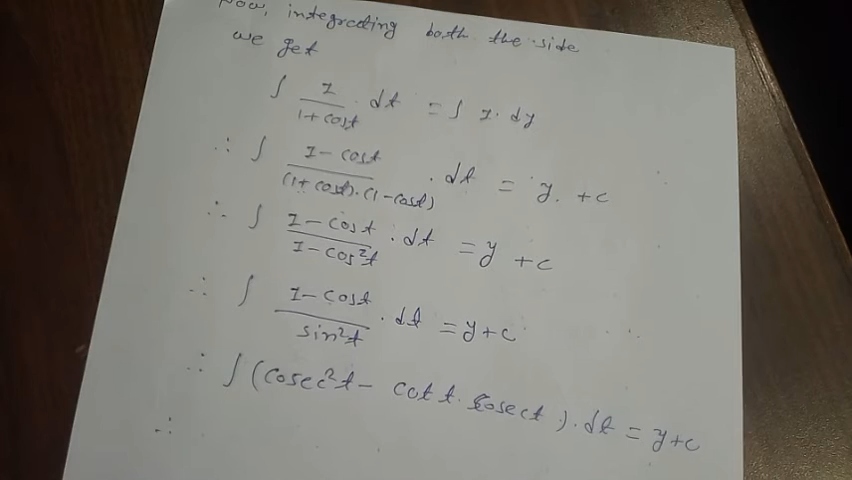 Now, integrating both the side
we get
∫ 1/(1+cost) · dt = ∫ 1 · dy
∴ ∫ (1-cost)/((1+cost)·(1-cost)) · dt = y. +c
∴ ∫ (1-cost)/(1-cos²t) · dt = y +c
∴ ∫ (1-cost)/(sin²t) · dt = y+c
∴ ∫ (cosec²t - cot t · cosect) · dt = y+c
∴